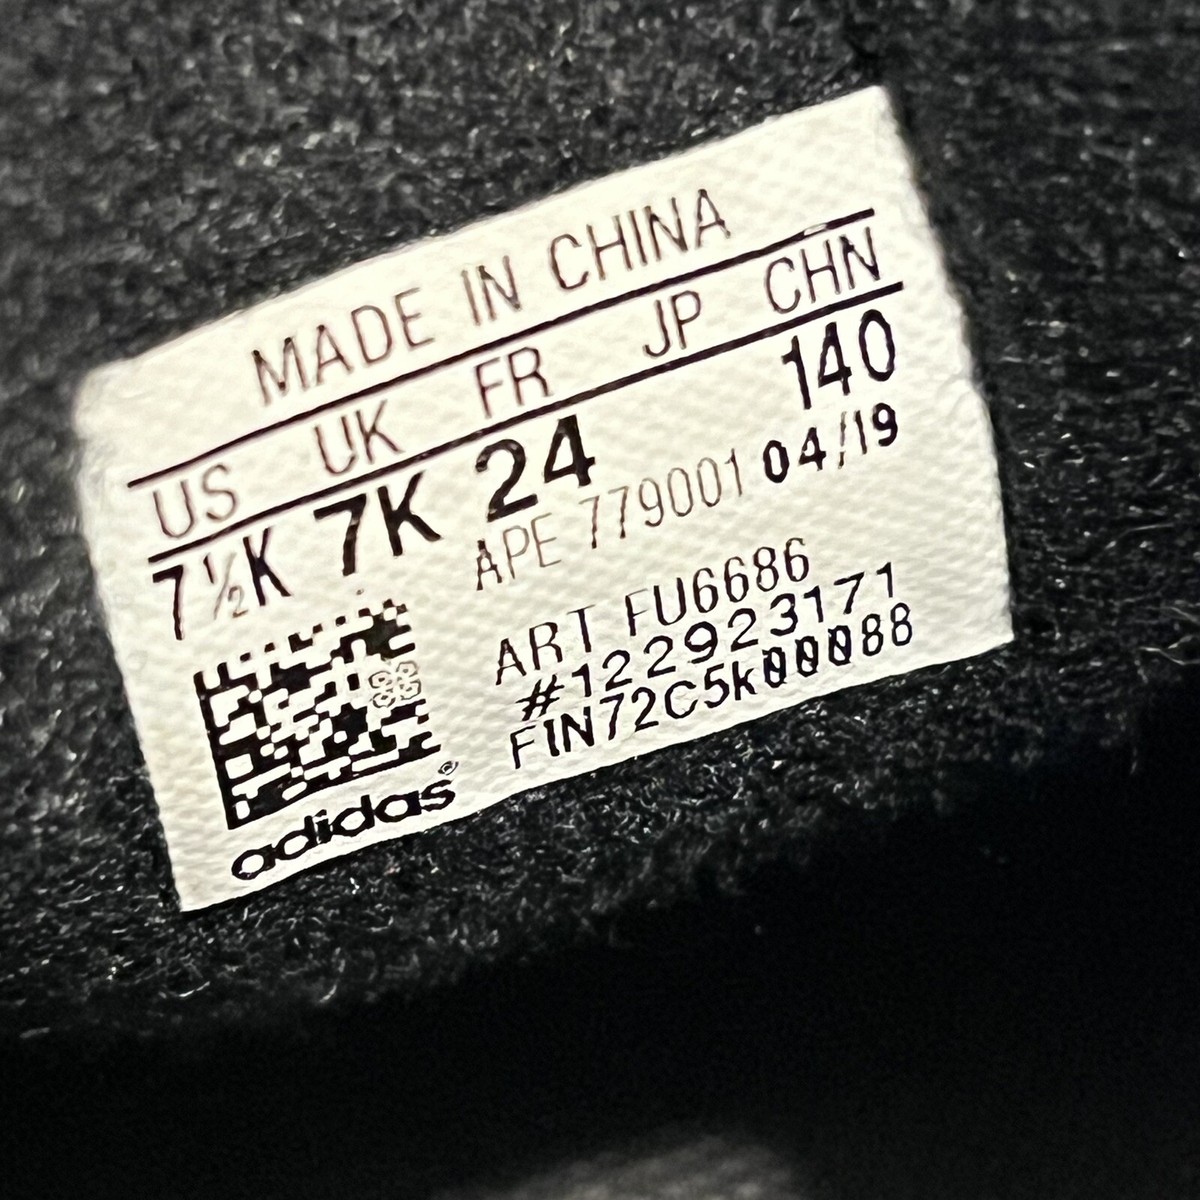 MADE IN CHINA
US UK FR JP CHN
7½K 7K 24 140
APE 779001 04/19
ART FU6686
#122923171
FIN72C5k00088
adidas®